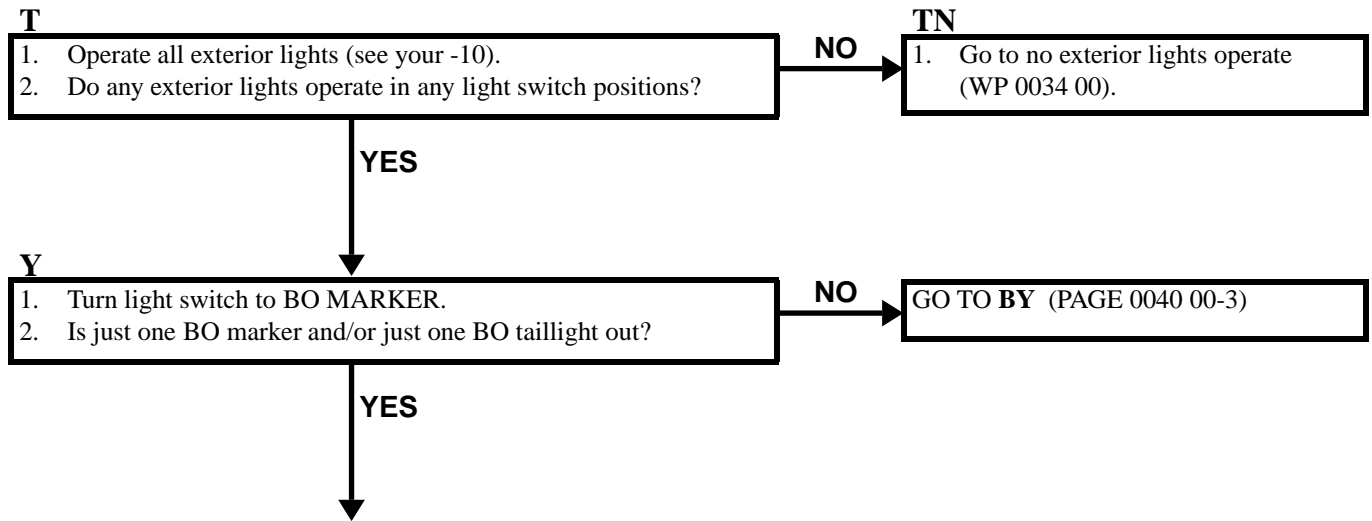 T
1. Operate all exterior lights (see your -10).
2. Do any exterior lights operate in any light switch positions?
NO
TN
1. Go to no exterior lights operate
(WP 0034 00).
YES
Y
1. Turn light switch to BO MARKER.
2. Is just one BO marker and/or just one BO taillight out?
NO
GO TO BY (PAGE 0040 00-3)
YES